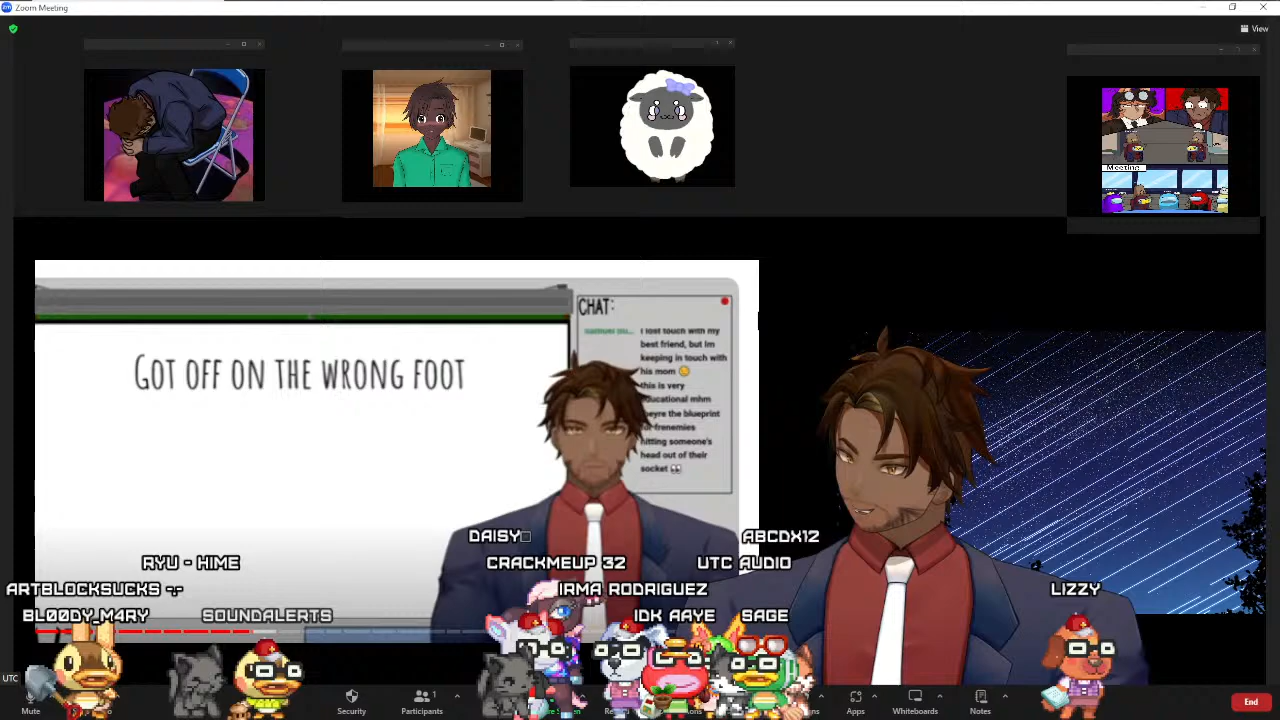 Zoom Meeting
View
Meeting
CHAT:
GOT OFF ON THE WRONG FOOT
I lost touch with my
best friend, but Im
keeping in touch with
his mom 😔
this is very
educational mhm
theyre the blueprint
for frenemies
hitting someone's
head out of their
socket 👀
DAISY
ABCDX12
RYU - HIME
CRACKMEUP 32
UTC AUDIO
ARTBLOCKSUCKS -;-
IRMA RODRIGUEZ
LIZZY
BL00DY_M4RY
SOUNDALERTS
IDK AAYE
SAGE
UTC
Mute
Security
Participants
1
Apps
Whiteboards
Notes
End